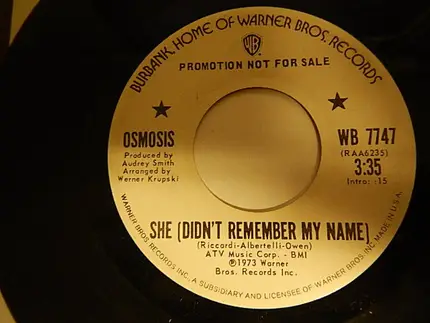 BURBANK, HOME OF WARNER BROS. RECORDS
WB
PROMOTION NOT FOR SALE
OSMOSIS
Produced by
Audrey Smith
Arranged by
Werner Krupski
WB 7747
(RAA6235)
3:35
Intro: :15
SHE (DIDN'T REMEMBER MY NAME)
(Riccardi-Albertelli-Owen)
ATV Music Corp. - BMI
℗1973 Warner
Bros. Records Inc.
WARNER BROS. RECORDS INC., A SUBSIDIARY AND LICENSEE OF WARNER BROS. INC. MADE IN U.S.A.